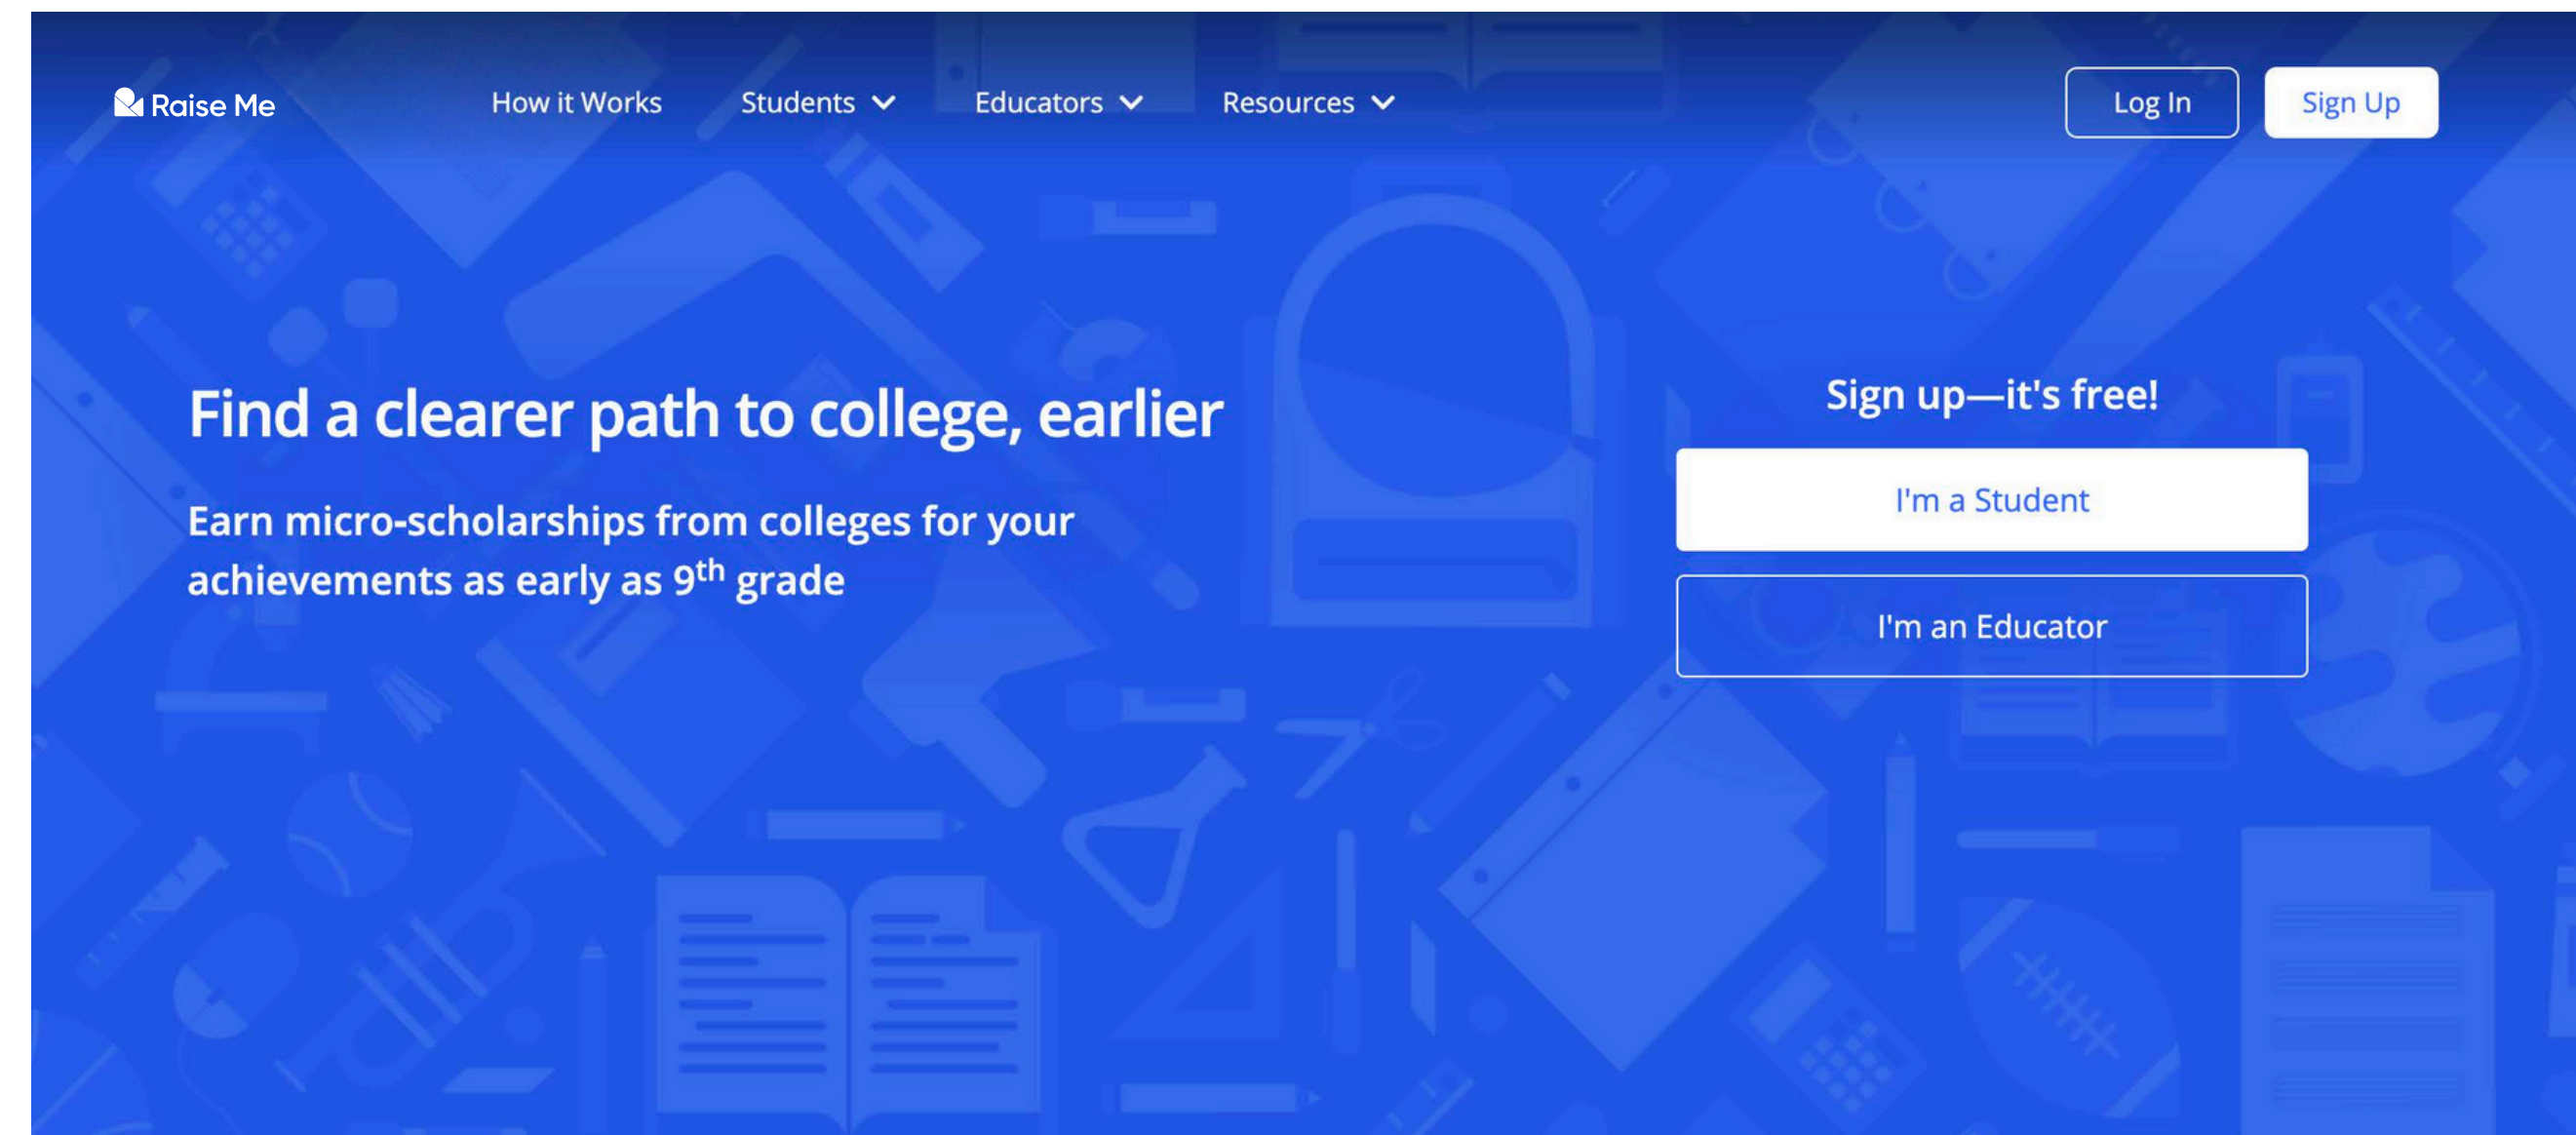 Raise Me
How it Works
Students
Educators
Resources
Log In
Sign Up
Find a clearer path to college, earlier
Earn micro-scholarships from colleges for your
achievements as early as 9th grade
Sign up—it's free!
I'm a Student
I'm an Educator